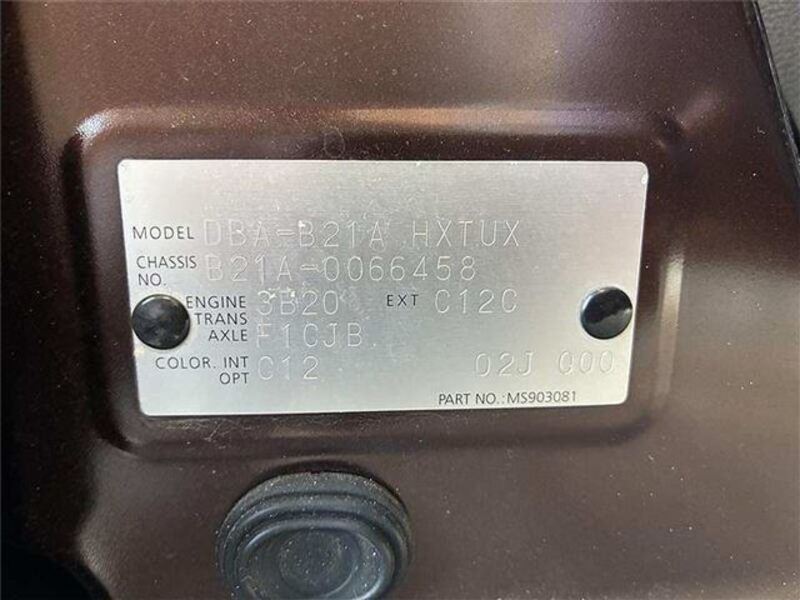 MODEL DBA-B21A HXTUX
CHASSIS NO. B21A-0066458
ENGINE 3B20 EXT C12C
TRANS AXLE F1CJB.
COLOR. INT OPT C12 02J G00
PART NO.: MS903081